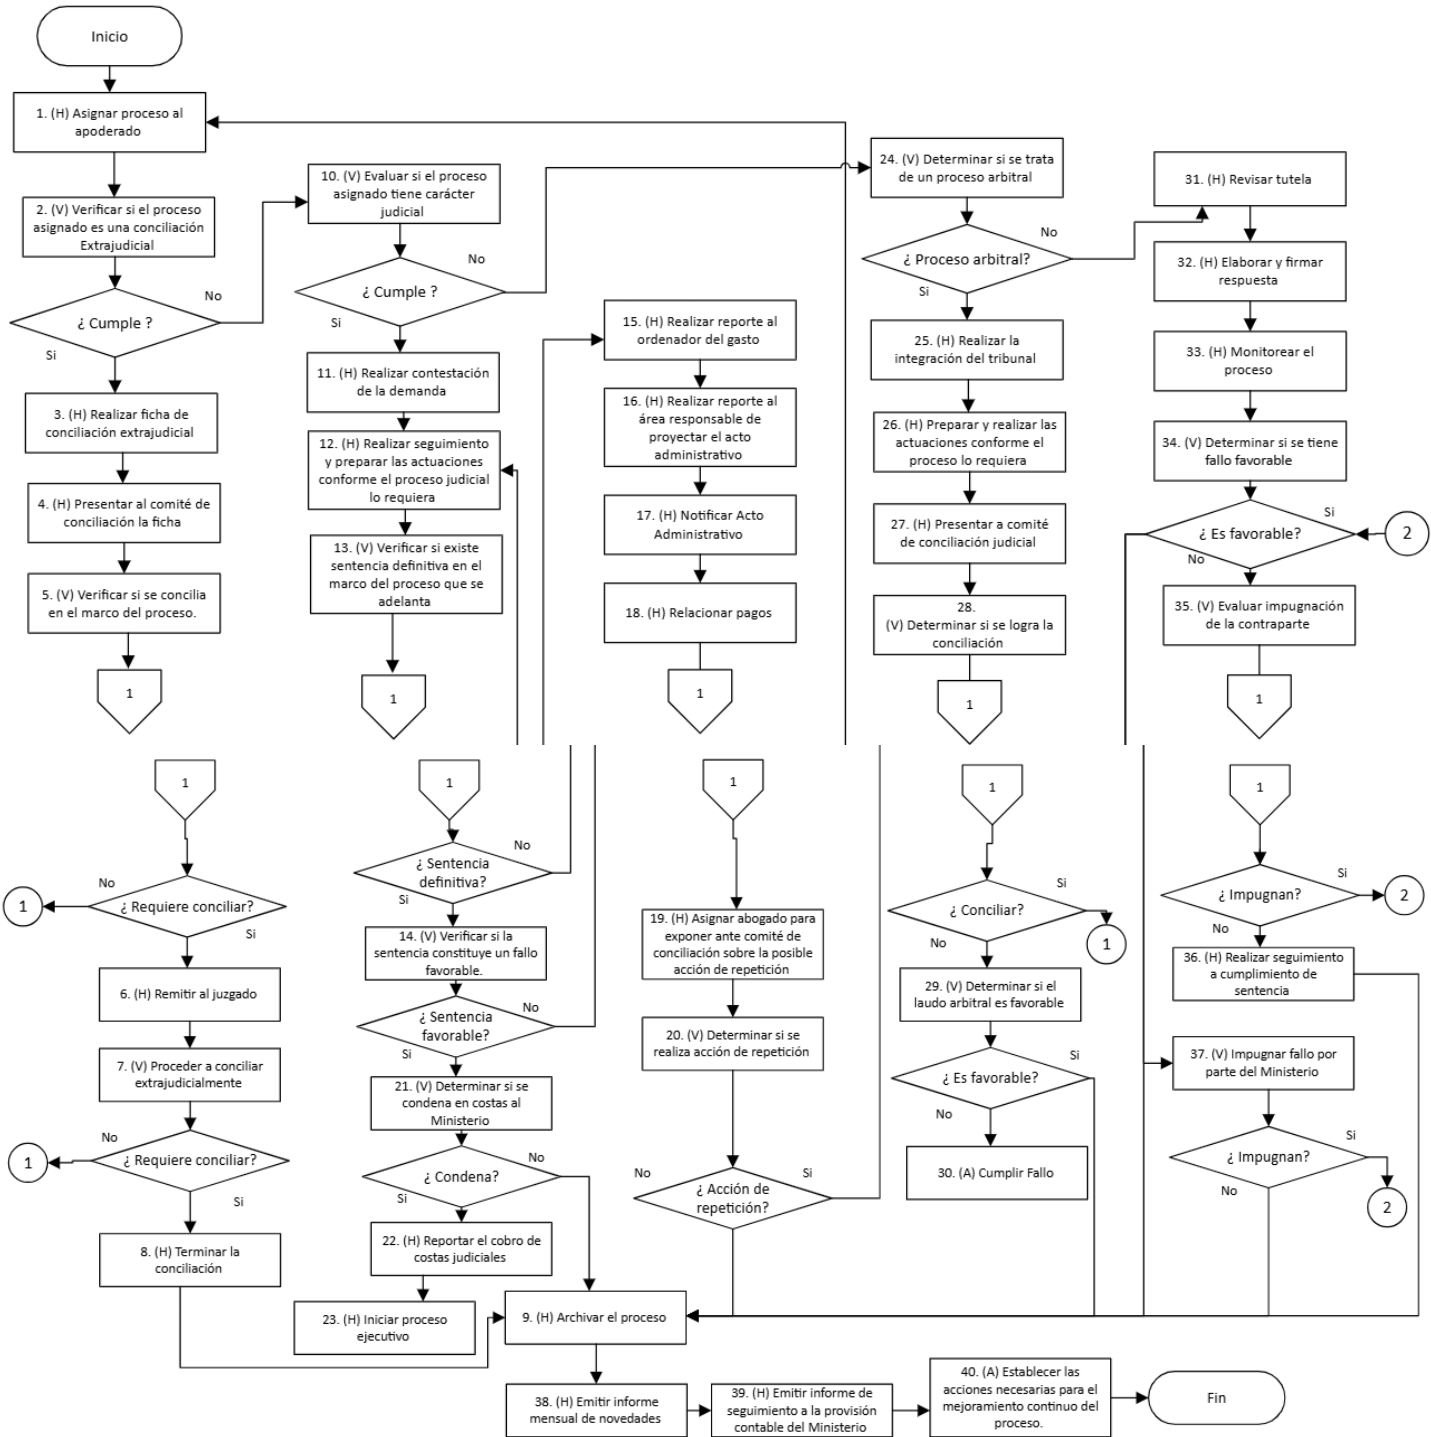 Inicio
1. (H) Asignar proceso al
apoderado
2. (V) Verificar si el proceso
asignado es una conciliación
Extrajudicial
¿ Cumple ?
No
Si
3. (H) Realizar ficha de
conciliación extrajudicial
4. (H) Presentar al comité de
conciliación la ficha
5. (V) Verificar si se concilia
en el marco del proceso.
1
10. (V) Evaluar si el proceso
asignado tiene carácter
judicial
No
¿ Cumple ?
Si
11. (H) Realizar contestación
de la demanda
12. (H) Realizar seguimiento
y preparar las actuaciones
conforme el proceso judicial
lo requiera
13. (V) Verificar si existe
sentencia definitiva en el
marco del proceso que se
adelanta
1
15. (H) Realizar reporte al
ordenador del gasto
16. (H) Realizar reporte al
área responsable de
proyectar el acto
administrativo
17. (H) Notificar Acto
Administrativo
18. (H) Relacionar pagos
1
24. (V) Determinar si se trata
de un proceso arbitral
No
¿ Proceso arbitral?
Si
25. (H) Realizar la
integración del tribunal
26. (H) Preparar y realizar las
actuaciones conforme el
proceso lo requiera
27. (H) Presentar a comité
de conciliación judicial
28.
(V) Determinar si se logra la
conciliación
1
31. (H) Revisar tutela
32. (H) Elaborar y firmar
respuesta
33. (H) Monitorear el
proceso
34. (V) Determinar si se tiene
fallo favorable
Si
¿ Es favorable?
2
No
35. (V) Evaluar impugnación
de la contraparte
1
1
No
1
¿ Requiere conciliar?
Si
6. (H) Remitir al juzgado
7. (V) Proceder a conciliar
extrajudicialmente
No
1
¿ Requiere conciliar?
Si
8. (H) Terminar la
conciliación
1
No
¿ Sentencia
definitiva?
Si
14. (V) Verificar si la
sentencia constituye un fallo
favorable.
No
¿ Sentencia
favorable?
Si
21. (V) Determinar si se
condena en costas al
Ministerio
No
¿ Condena?
Si
22. (H) Reportar el cobro de
costas judiciales
23. (H) Iniciar proceso
ejecutivo
1
19. (H) Asignar abogado para
exponer ante comité de
conciliación sobre la posible
acción de repetición
20. (V) Determinar si se
realiza acción de repetición
No
Si
¿ Acción de
repetición?
1
Si
¿ Conciliar?
1
No
29. (V) Determinar si el
laudo arbitral es favorable
Si
¿ Es favorable?
No
30. (A) Cumplir Fallo
1
Si
¿ Impugnan?
2
No
36. (H) Realizar seguimiento
a cumplimiento de
sentencia
37. (V) Impugnar fallo por
parte del Ministerio
Si
¿ Impugnan?
No
2
9. (H) Archivar el proceso
38. (H) Emitir informe
mensual de novedades
39. (H) Emitir informe de
seguimiento a la provisión
contable del Ministerio
40. (A) Establecer las
acciones necesarias para el
mejoramiento continuo del
proceso.
Fin